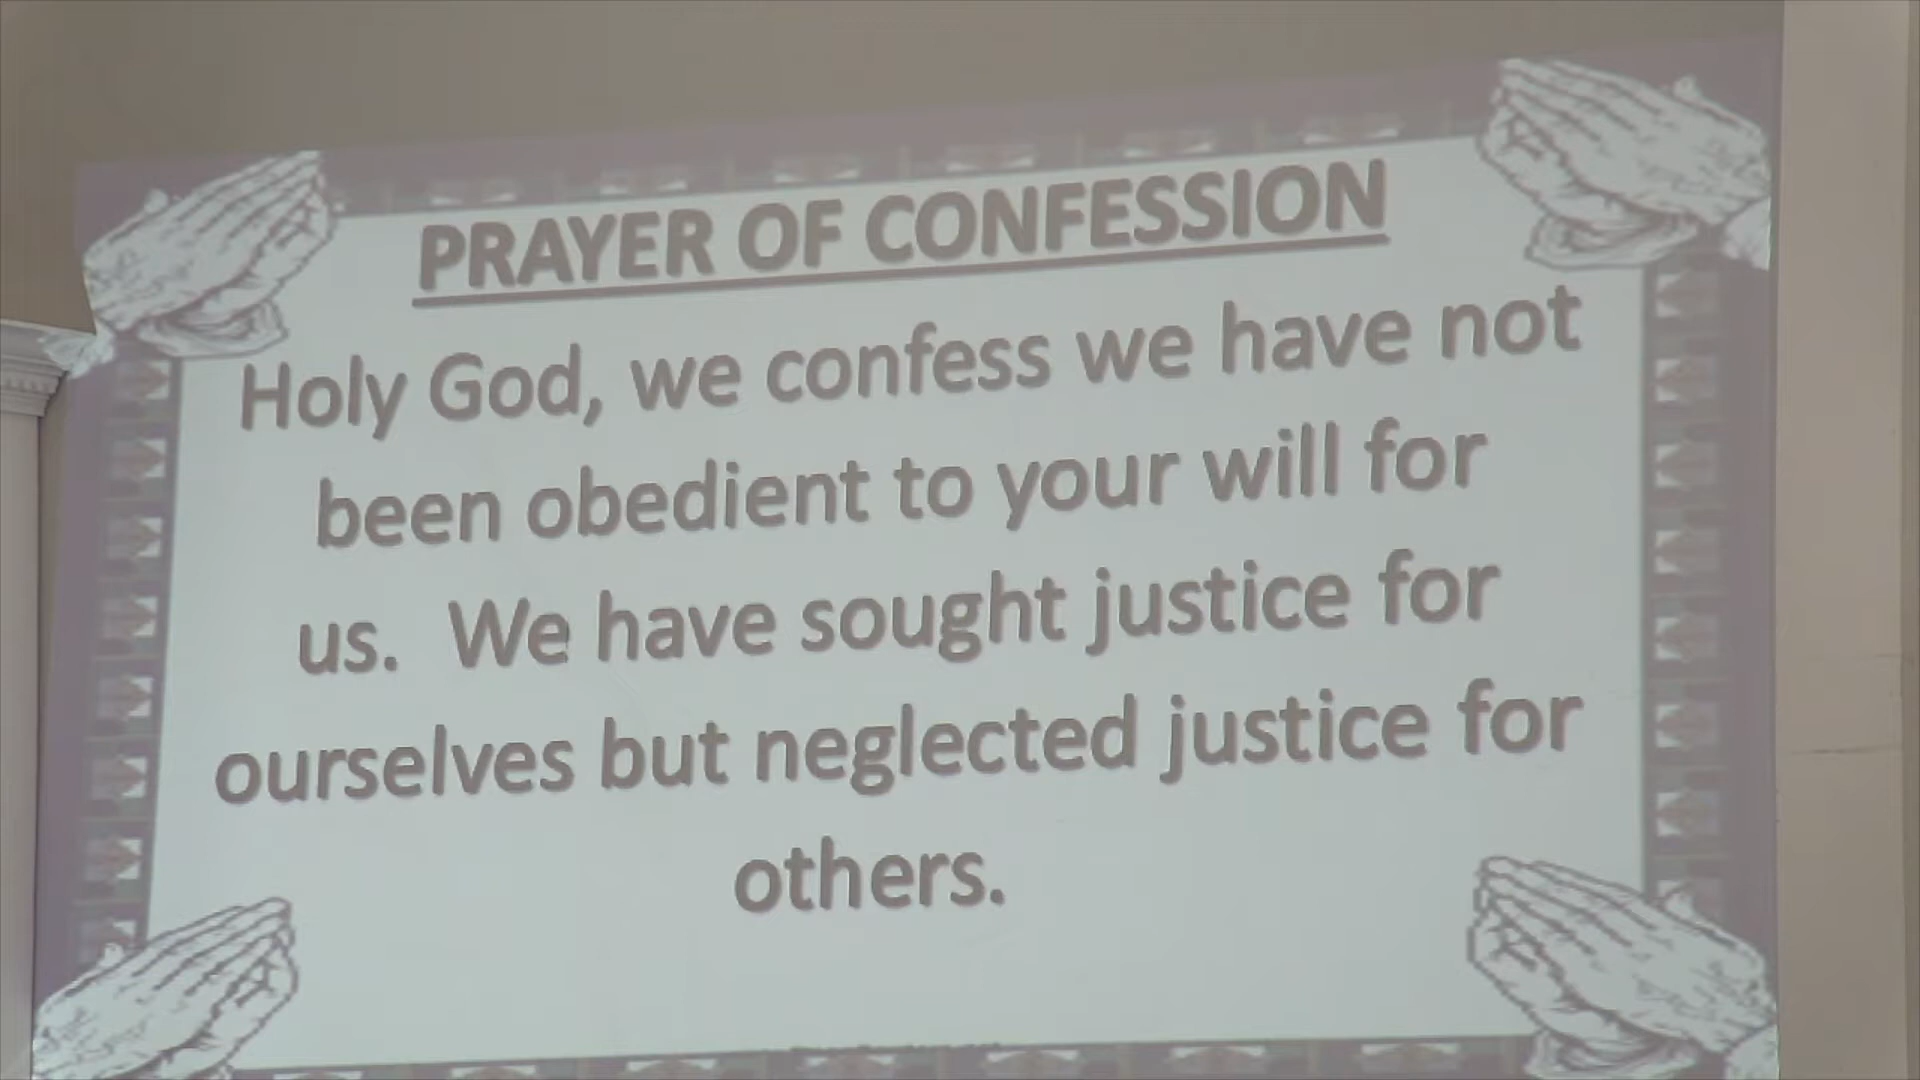 PRAYER OF CONFESSION
Holy God, we confess we have not
been obedient to your will for
us.  We have sought justice for
ourselves but neglected justice for
others.